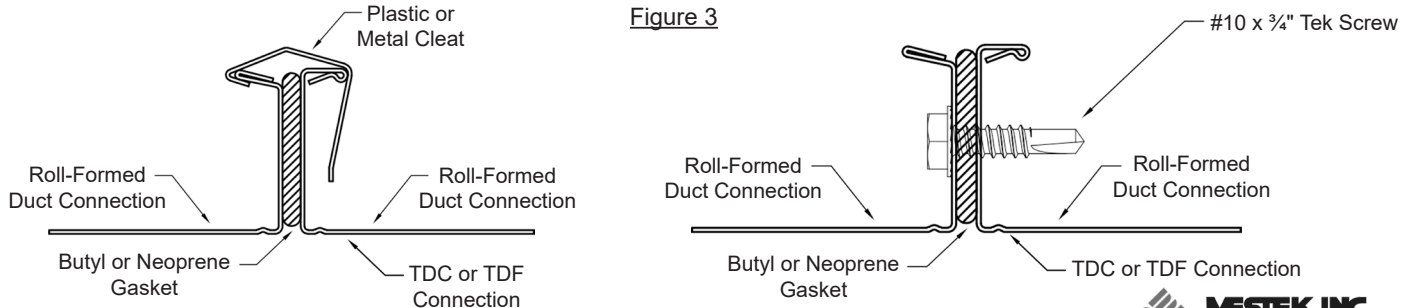 Plastic or
Metal Cleat
Roll-Formed
Duct Connection
Roll-Formed
Duct Connection
Butyl or Neoprene
Gasket
TDC or TDF
Connection
Figure 3
#10 x ¾" Tek Screw
Roll-Formed
Duct Connection
Roll-Formed
Duct Connection
Butyl or Neoprene
Gasket
TDC or TDF Connection
MESTEK INC